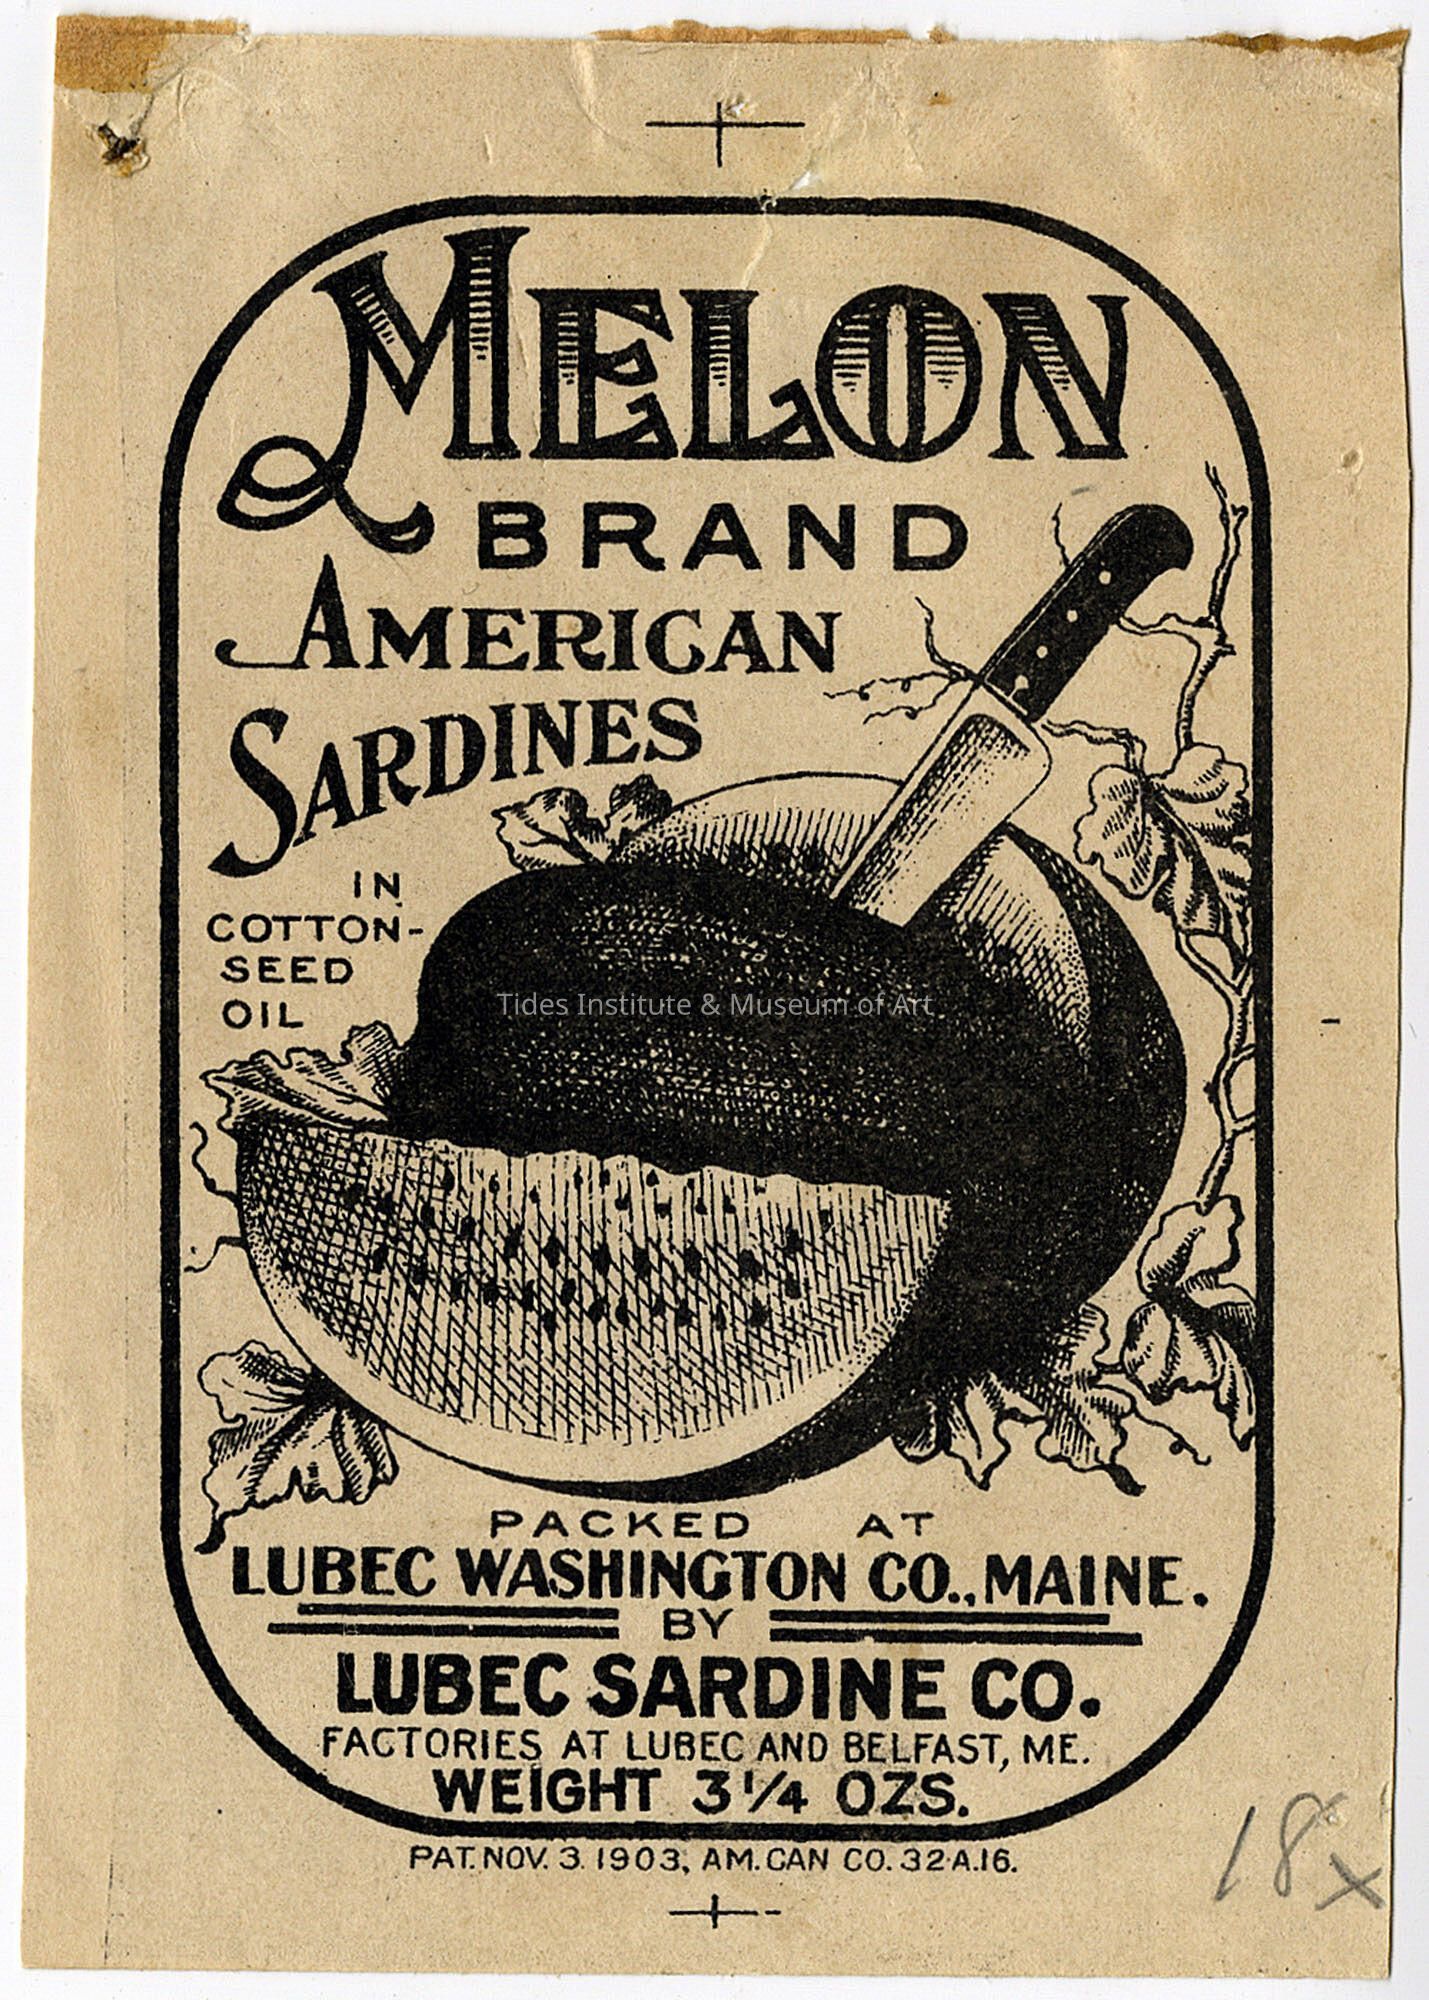 MELON
BRAND
AMERICAN
SARDINES
IN
COTTON-
SEED
OIL
Tides Institute & Museum of Art
PACKED AT
LUBEC WASHINGTON CO., MAINE.
BY
LUBEC SARDINE CO.
FACTORIES AT LUBEC AND BELFAST, ME.
WEIGHT 3 1/4 OZS.
PAT. NOV. 3. 1903, AM. CAN CO. 32-A.16.
18x